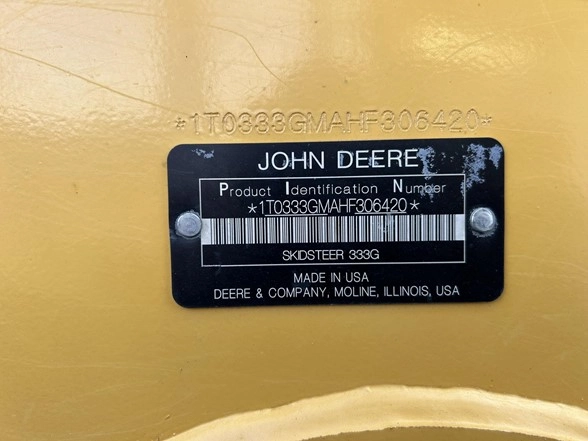 *1T0333GMAHF306420*
JOHN DEERE
Product Identification Number
*1T0333GMAHF306420*
SKIDSTEER 333G
MADE IN USA
DEERE & COMPANY, MOLINE, ILLINOIS, USA